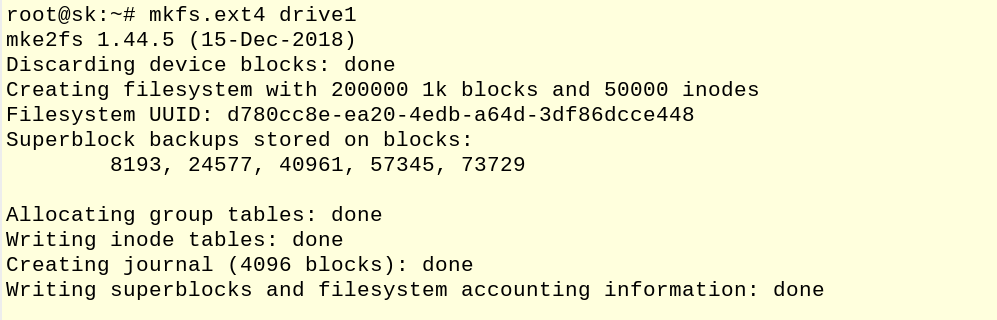 root@sk:~# mkfs.ext4 drive1
mke2fs 1.44.5 (15-Dec-2018)
Discarding device blocks: done
Creating filesystem with 200000 1k blocks and 50000 inodes
Filesystem UUID: d780cc8e-ea20-4edb-a64d-3df86dcce448
Superblock backups stored on blocks:
        8193, 24577, 40961, 57345, 73729

Allocating group tables: done
Writing inode tables: done
Creating journal (4096 blocks): done
Writing superblocks and filesystem accounting information: done